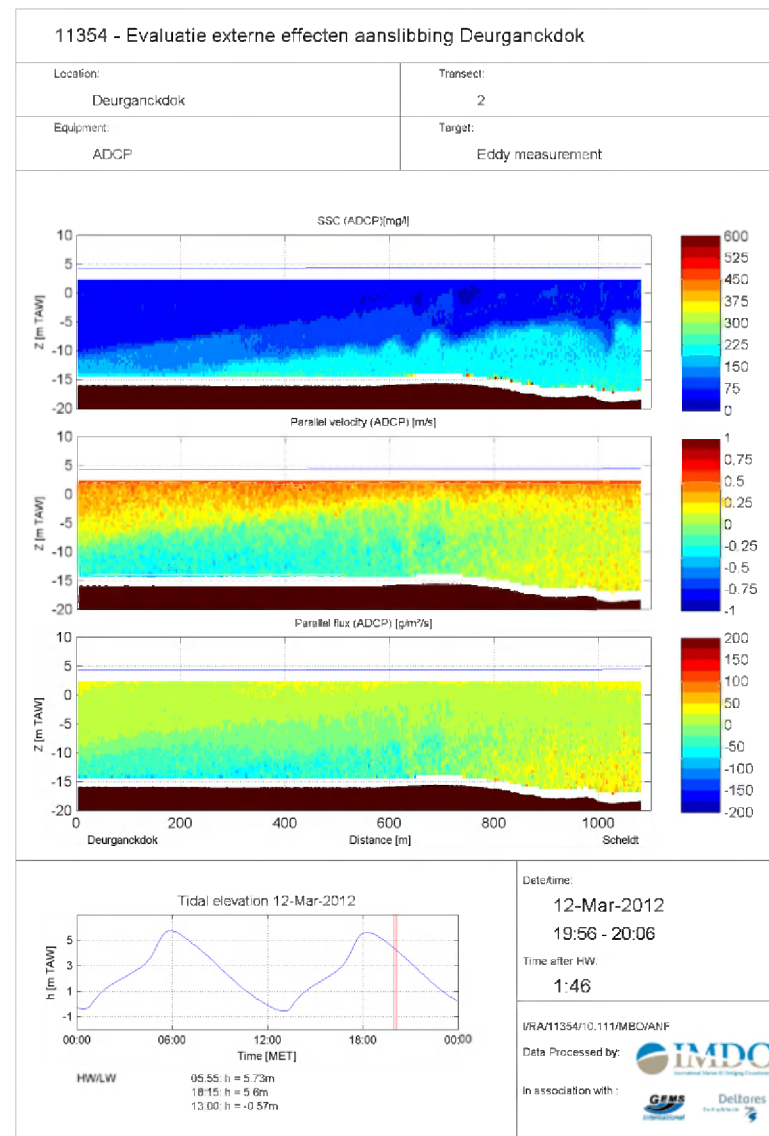 11354 - Evaluatie externe effecten aanslibbing Deurganckdok
Location:
Deurganckdok
Transect:
2
Equipment:
ADCP
Target:
Eddy measurement
SSC (ADCP)[mg/l]
10
5
0
-5
-10
-15
-20
Z [m TAW]
600
525
450
375
300
225
150
75
0
Parallel velocity (ADCP) [m/s]
10
5
0
-5
-10
-15
-20
Z [m TAW]
1
0.75
0.5
0.25
0
-0.25
-0.5
-0.75
-1
Parallel flux (ADCP) [g/m²/s]
10
5
0
-5
-10
-15
-20
Z [m TAW]
200
150
100
50
0
-50
-100
-150
-200
0 200 400 600 800 1000
Deurganckdok Distance [m] Scheldt
Tidal elevation 12-Mar-2012
h [m TAW]
5
3
1
-1
00:00 06:00 12:00 18:00 00:00
Time [MET]
HW/LW
05:55: h = 5.73m
18:15: h = 5.6m
13:00: h = -0.57m
Date/time:
12-Mar-2012
19:56 - 20:06
Time after HW:
1:46
I/RA/11354/10.111/MBO/ANF
Data Processed by:
IMDC
International Marine & Dredging Consultants
In association with :
GEMS
International
Deltares